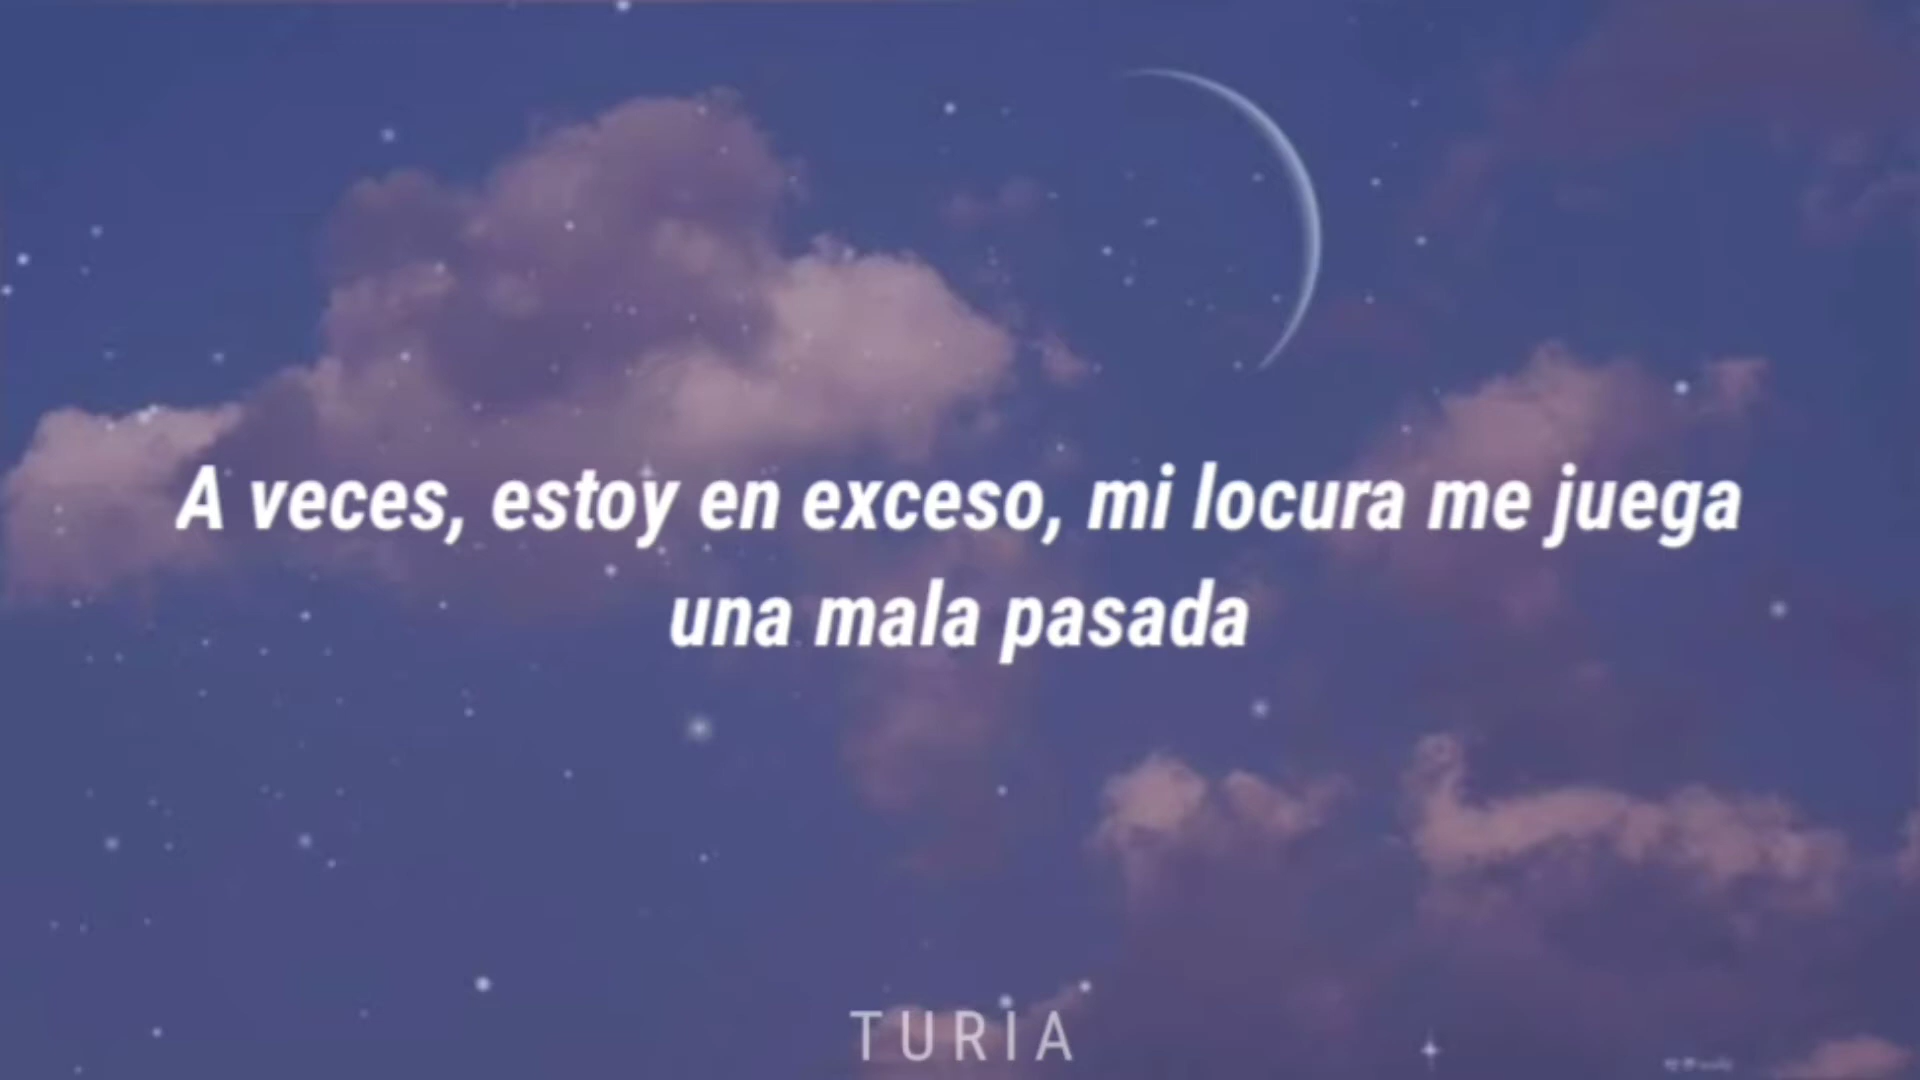 A veces, estoy en exceso, mi locura me juega
una mala pasada
TURIA